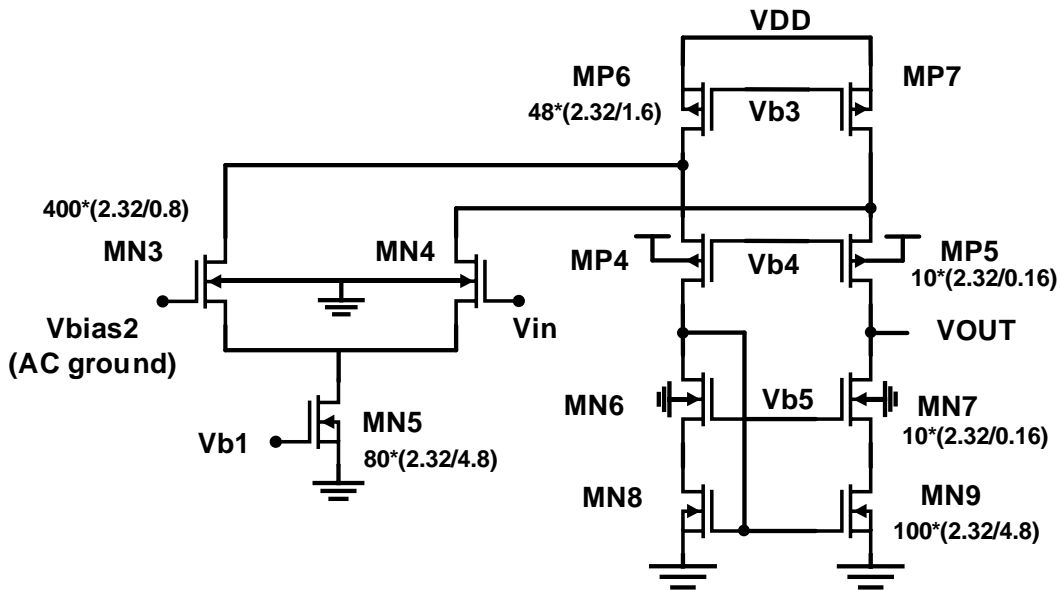 VDD
MP6
MP7
48*(2.32/1.6)
Vb3
400*(2.32/0.8)
MN3
MN4
MP4
Vb4
MP5
10*(2.32/0.16)
Vbias2
(AC ground)
Vin
VOUT
MN6
Vb5
MN7
10*(2.32/0.16)
Vb1
MN5
80*(2.32/4.8)
MN8
MN9
100*(2.32/4.8)